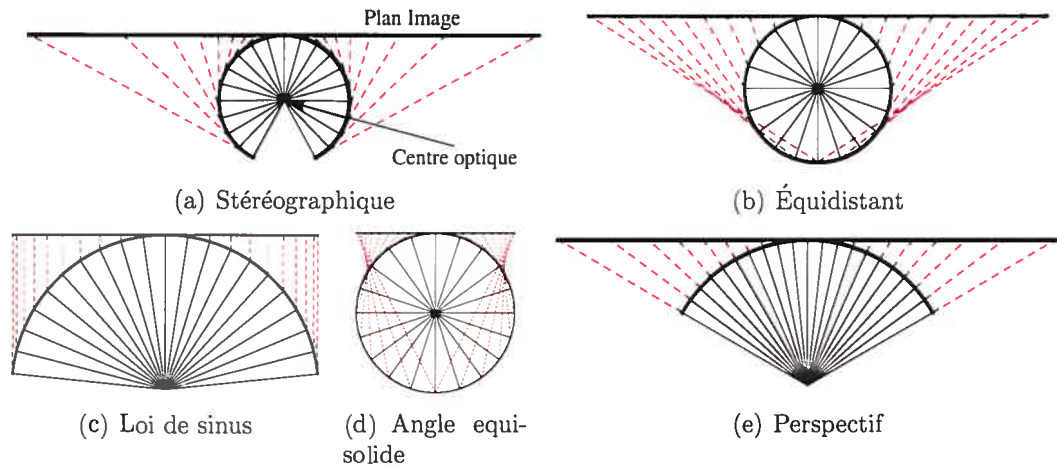 Plan Image
Centre optique
(a) Stéréographique
(b) Équidistant
(c) Loi de sinus
(d) Angle equi-
solide
(e) Perspectif